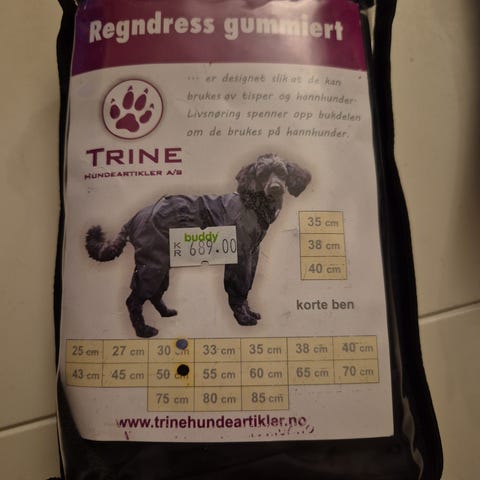 Regndress gummiert
... er designet slik at de kan
brukes av tisper og hannhunder.
Livsnøring spenner opp bukdelen
om de brukes på hannhunder.
TRINE
HUNDEARTIKLER A/S
buddy
KR 689.00
35 cm
38 cm
40 cm
korte ben
25 cm 27 cm 30 cm 33 cm 35 cm 38 cm 40 cm
43 cm 45 cm 50 cm 55 cm 60 cm 65 cm 70 cm
75 cm 80 cm 85 cm
www.trinehundeartikler.no